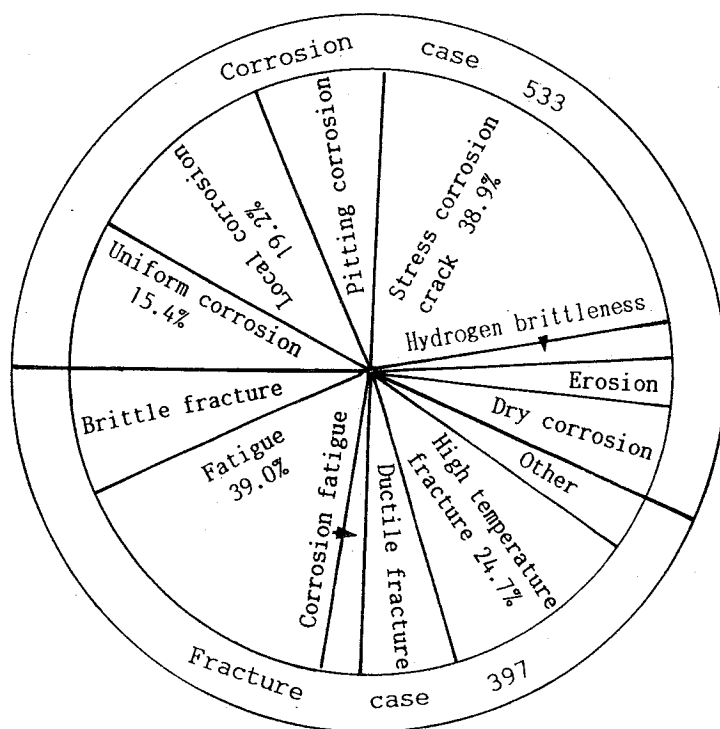 Corrosion case 533
Pitting corrosion
Stress corrosion
crack 38.9%
Local corrosion
19.2%
Uniform corrosion
15.4%
Hydrogen brittleness
Erosion
Dry corrosion
Other
High temperature
fracture 24.7%
Ductile fracture
Corrosion fatigue
Fatigue
39.0%
Brittle fracture
Fracture case 397